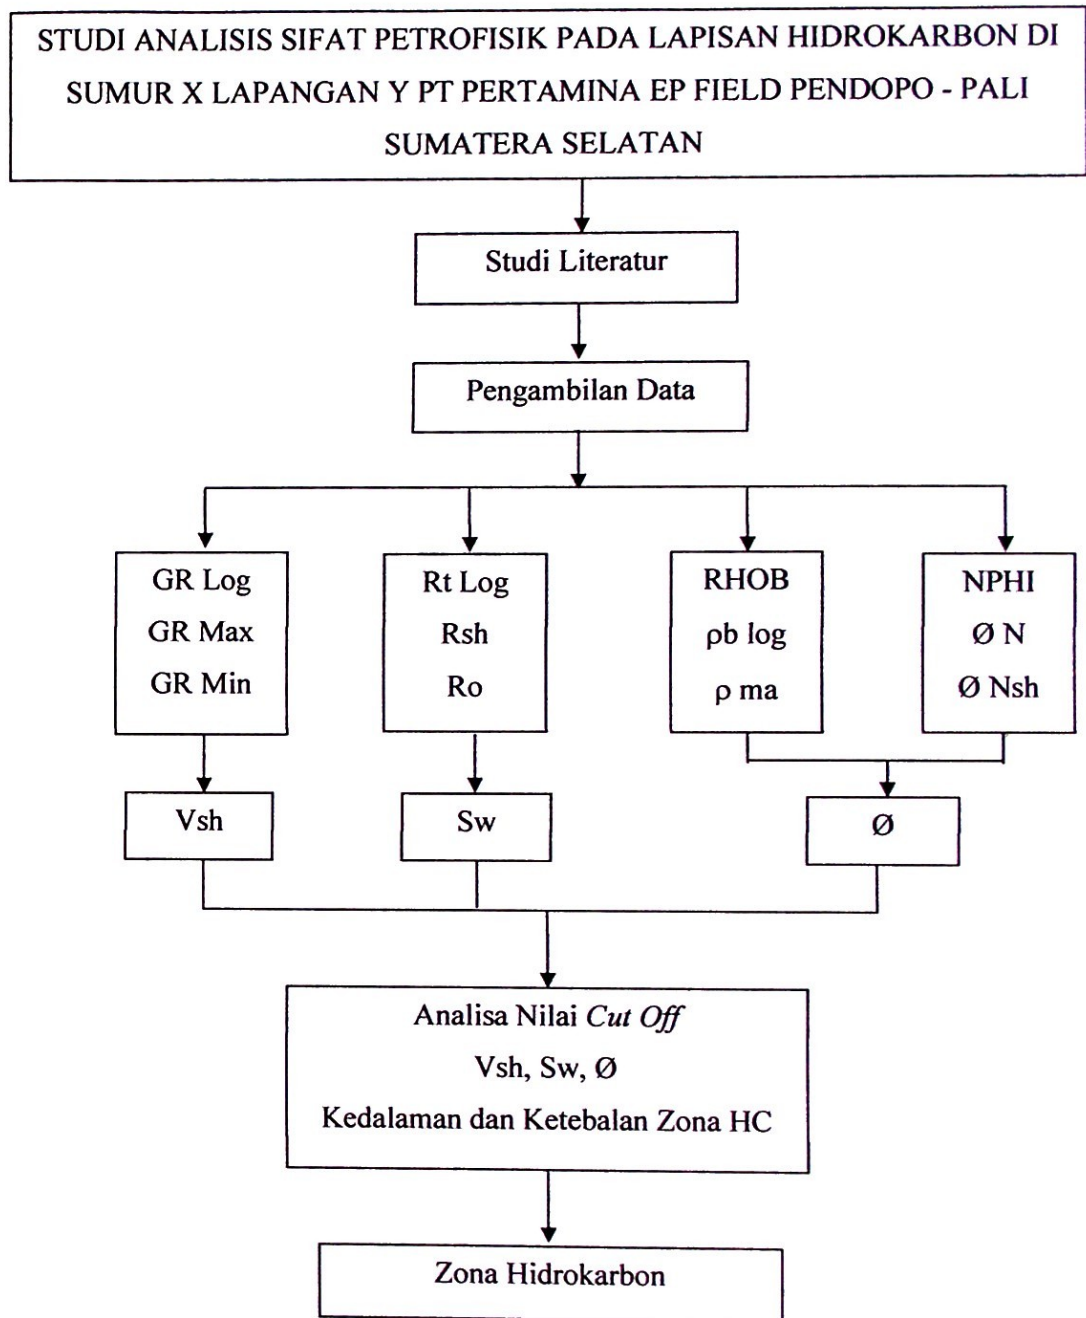 STUDI ANALISIS SIFAT PETROFISIK PADA LAPISAN HIDROKARBON DI
SUMUR X LAPANGAN Y PT PERTAMINA EP FIELD PENDOPO - PALI
SUMATERA SELATAN
Studi Literatur
Pengambilan Data
GR Log
GR Max
GR Min
Rt Log
Rsh
Ro
RHOB
ρb log
ρ ma
NPHI
Ø N
Ø Nsh
Vsh
Sw
Ø
Analisa Nilai Cut Off
Vsh, Sw, Ø
Kedalaman dan Ketebalan Zona HC
Zona Hidrokarbon